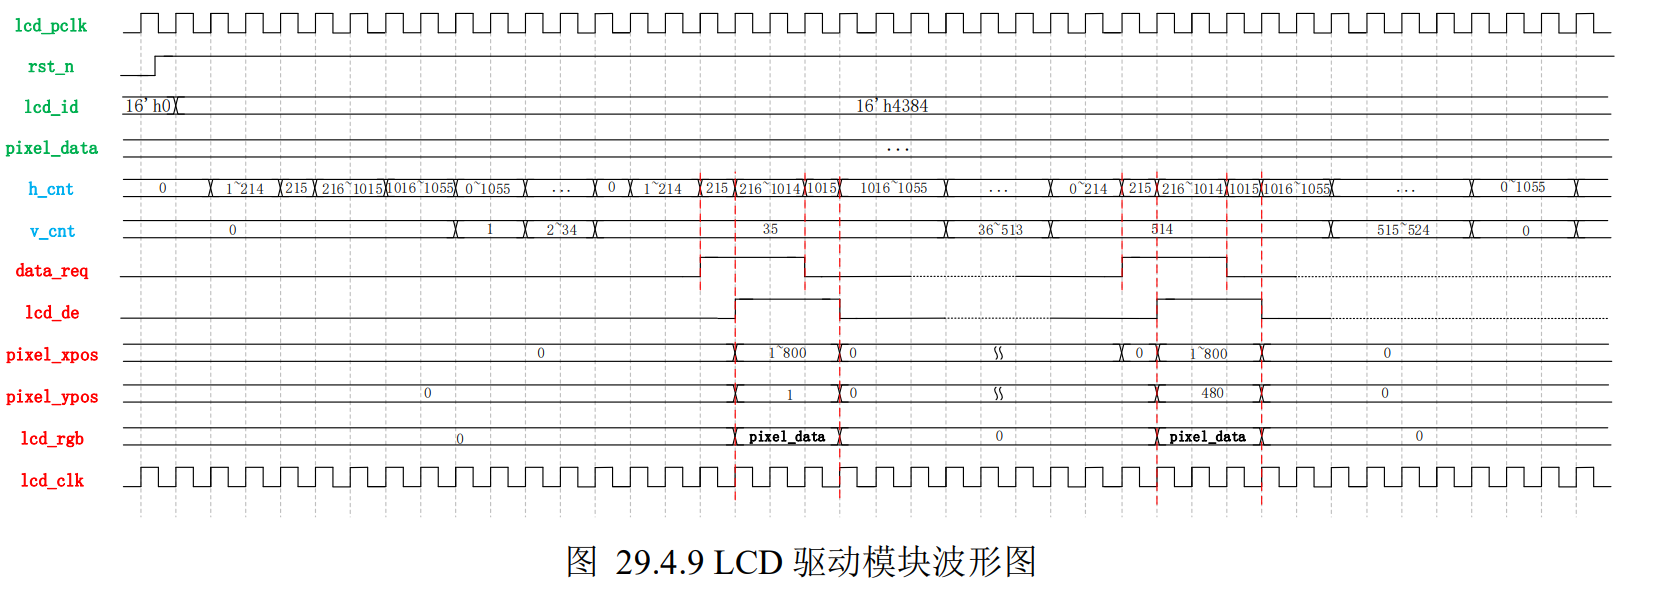 lcd_pclk
rst_n
lcd_id 16'h0 16'h4384
pixel_data ...
h_cnt 0 1~214 215 216~1015 1016~1055 0~1055 ... 0 1~214 215 216~1014 1015 1016~1055 ... 0~214 215 216~1014 1015 1016~1055 ... 0~1055
v_cnt 0 1 2~34 35 36~513 514 515~524 0
data_req
lcd_de
pixel_xpos 0 1~800 0 0 1~800 0
pixel_ypos 0 1 0 480 0
lcd_rgb 0 pixel_data 0 pixel_data 0
lcd_clk
图 29.4.9 LCD 驱动模块波形图